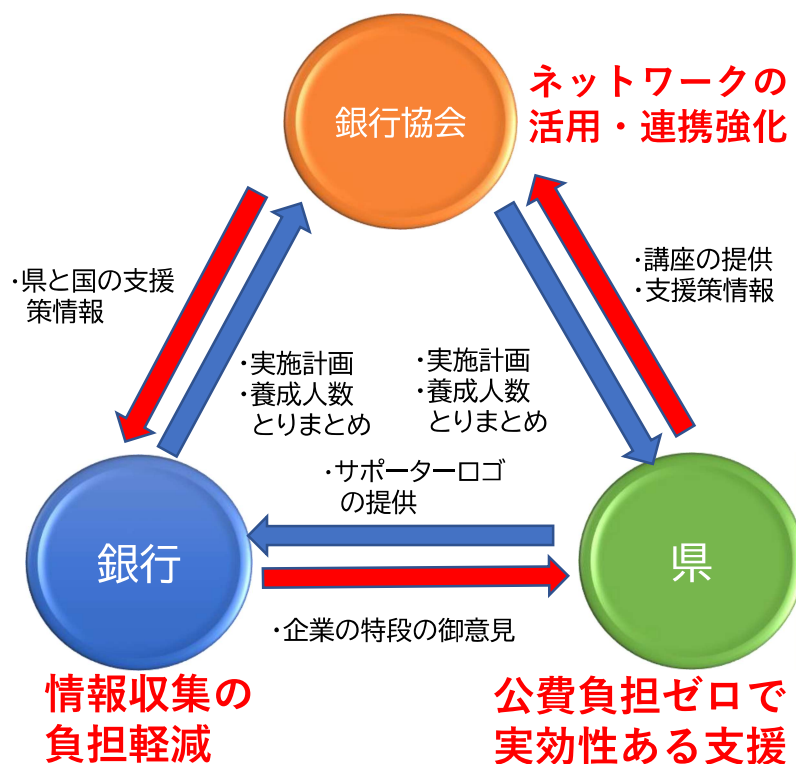 ネットワークの
活用・連携強化
銀行協会
・県と国の支援
策情報
・講座の提供
・支援策情報
・実施計画
・養成人数
とりまとめ
・実施計画
・養成人数
とりまとめ
・サポーターロゴ
の提供
銀行
県
・企業の特段の御意見
情報収集の
負担軽減
公費負担ゼロで
実効性ある支援